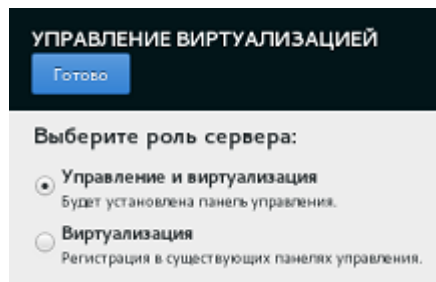 УПРАВЛЕНИЕ ВИРТУАЛИЗАЦИЕЙ
Готово
Выберите роль сервера:
Управление и виртуализация
Будет установлена панель управления.
Виртуализация
Регистрация в существующих панелях управления.